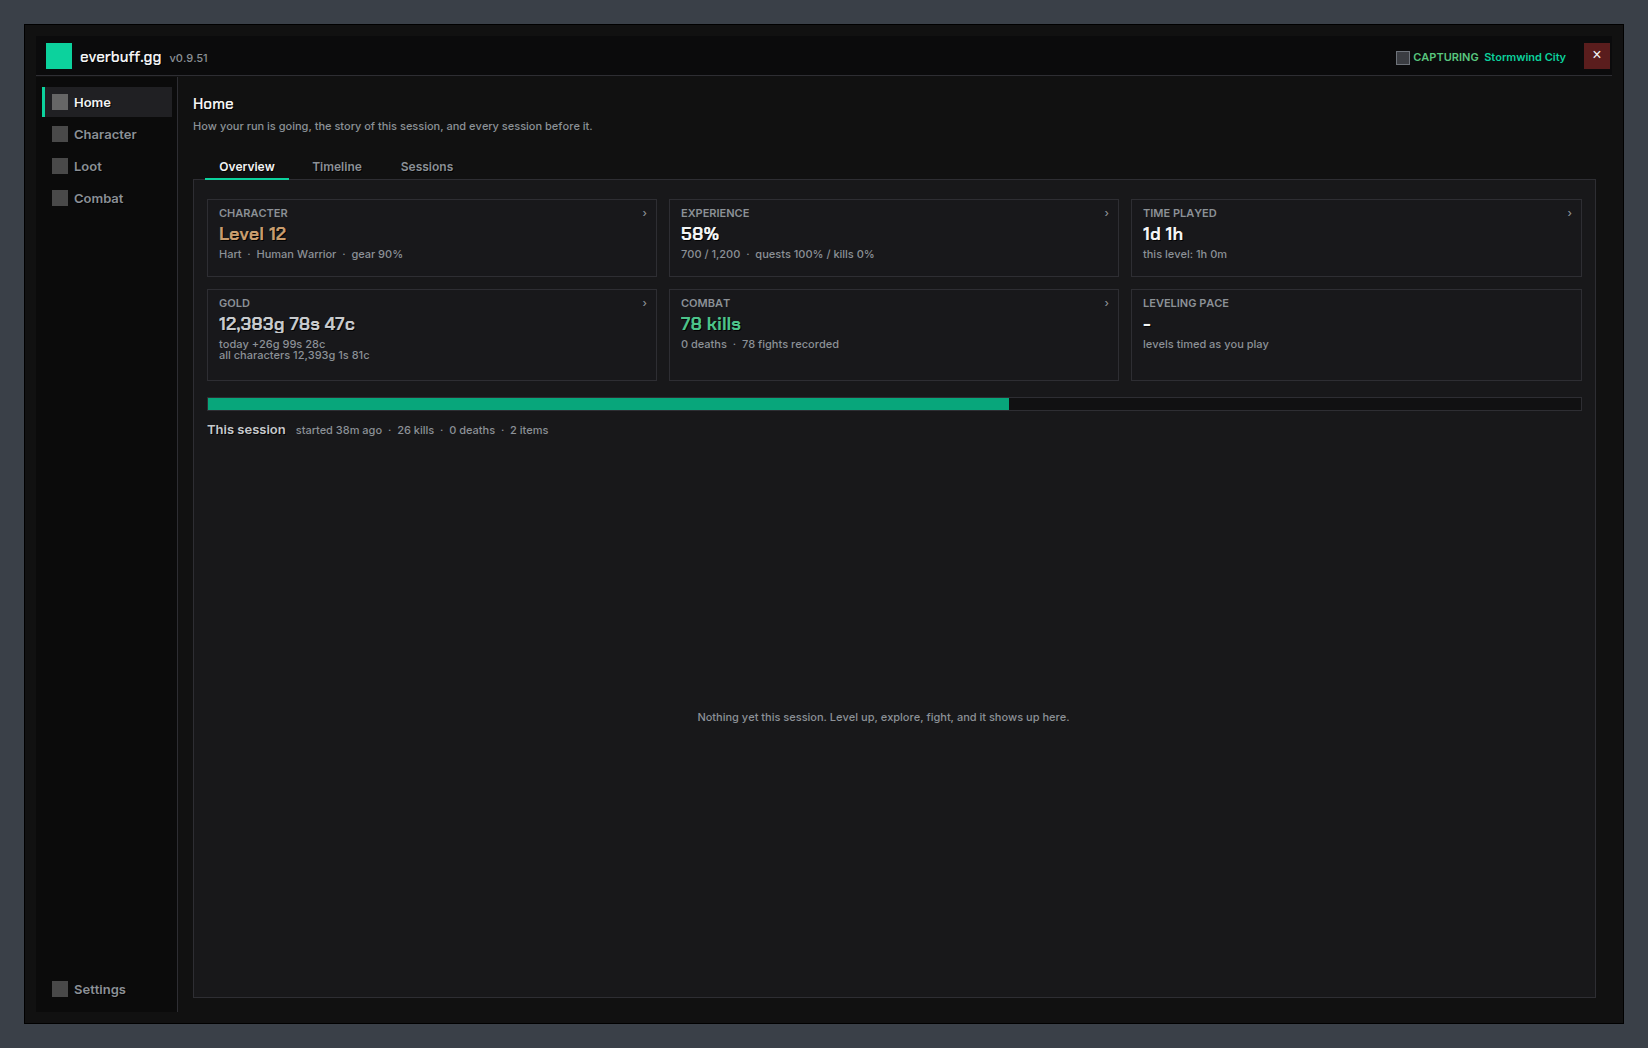 everbuff.gg v0.9.51
CAPTURING Stormwind City
×
Home
Character
Loot
Combat
Settings
Home
How your run is going, the story of this session, and every session before it.
Overview Timeline Sessions
CHARACTER ›
Level 12
Hart · Human Warrior · gear 90%
EXPERIENCE ›
58%
700 / 1,200 · quests 100% / kills 0%
TIME PLAYED ›
1d 1h
this level: 1h 0m
GOLD ›
12,383g 78s 47c
today +26g 99s 28c
all characters 12,393g 1s 81c
COMBAT ›
78 kills
0 deaths · 78 fights recorded
LEVELING PACE
-
levels timed as you play
This session started 38m ago · 26 kills · 0 deaths · 2 items
Nothing yet this session. Level up, explore, fight, and it shows up here.